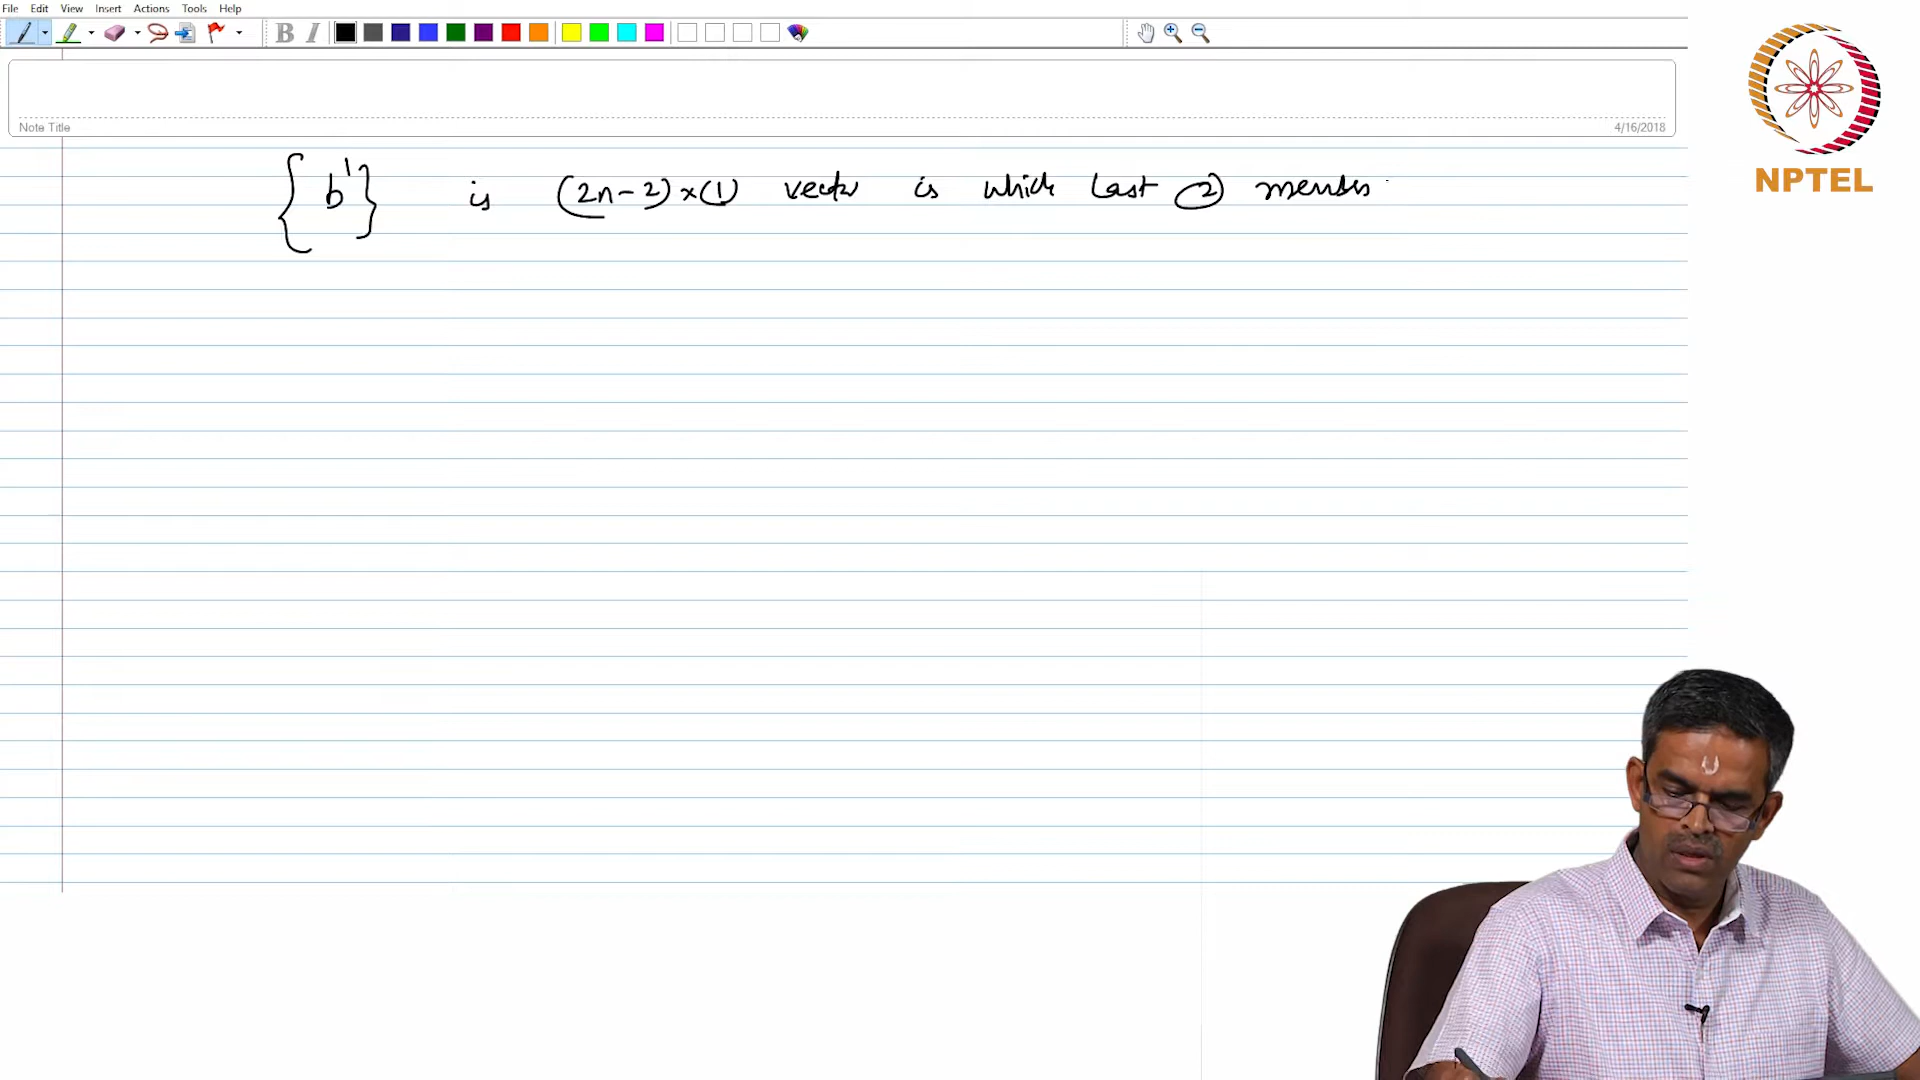 File Edit View Insert Actions Tools Help
B I
NPTEL
Note Title 4/16/2018
{b'} is (2n-2)x(1) vector is which last 2 members